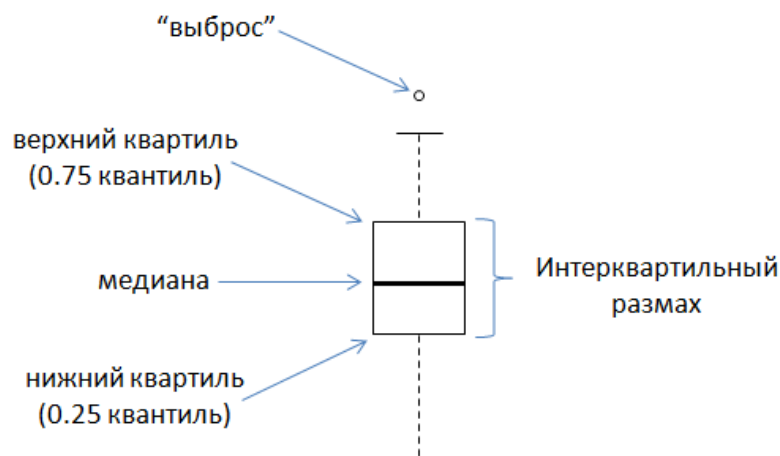 “выброс”
верхний квартиль
(0.75 квантиль)
медиана
Интерквартильный
размах
нижний квартиль
(0.25 квантиль)